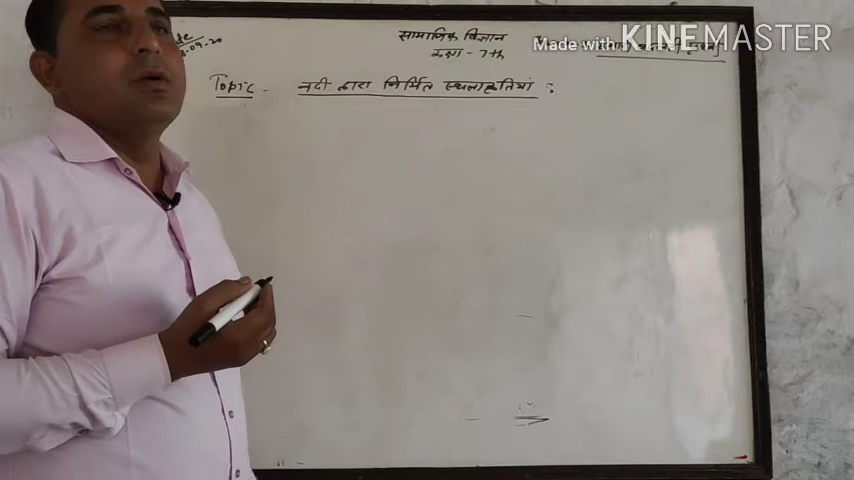 सामाजिक विज्ञान
कक्षा - 7th
Made with KINEMASTER
Topic - नदी द्वारा निर्मित स्थलाकृतियां :